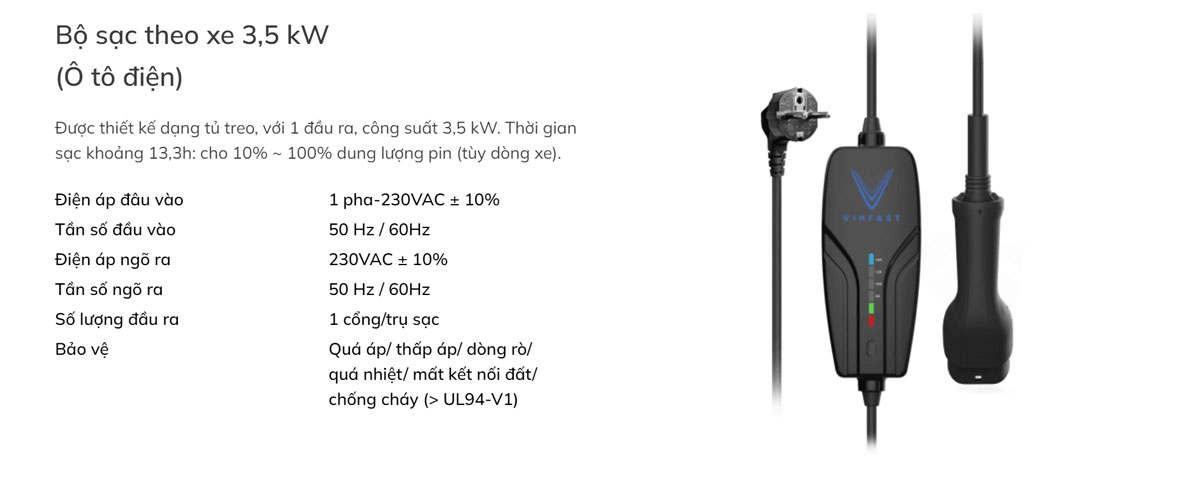 Bộ sạc theo xe 3,5 kW
(Ô tô điện)
Được thiết kế dạng tủ treo, với 1 đầu ra, công suất 3,5 kW. Thời gian
sạc khoảng 13,3h: cho 10% ~ 100% dung lượng pin (tùy dòng xe).
Điện áp đâu vào 1 pha-230VAC ± 10%
Tần số đầu vào 50 Hz / 60Hz
Điện áp ngõ ra 230VAC ± 10%
Tần số ngõ ra 50 Hz / 60Hz
Số lượng đầu ra 1 cổng/trụ sạc
Bảo vệ Quá áp/ thấp áp/ dòng rò/
quá nhiệt/ mất kết nối đất/
chống cháy (> UL94-V1)
VINFAST